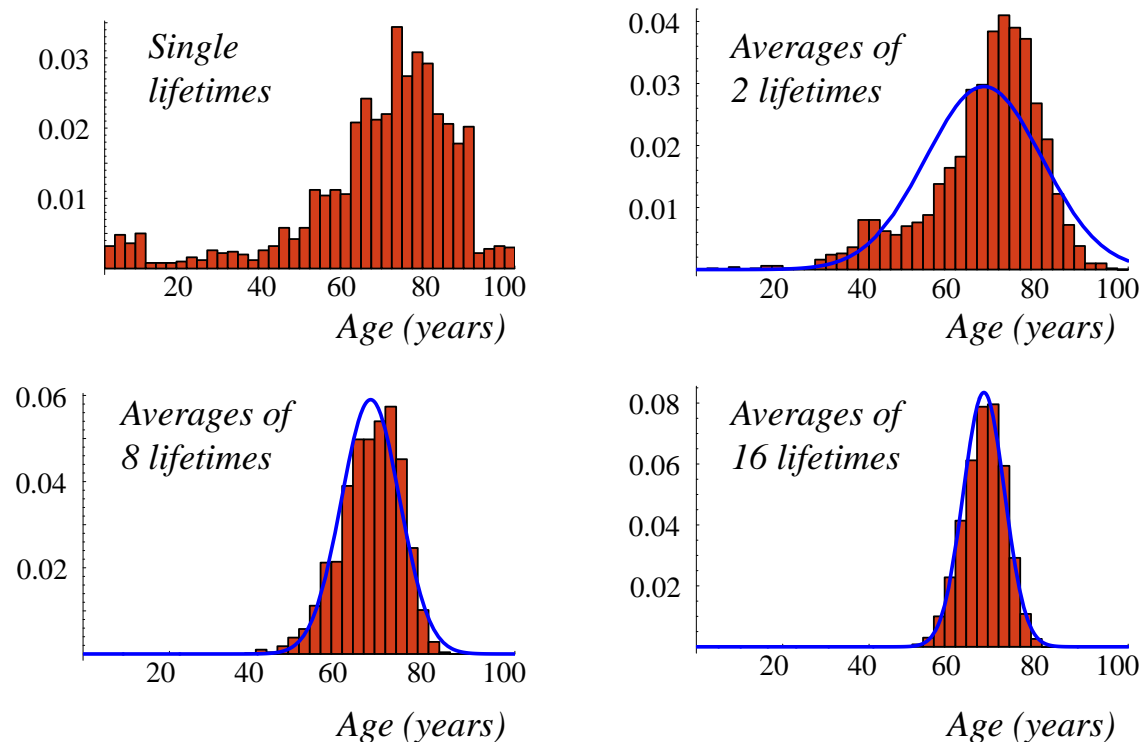 Single
lifetimes
0.03
0.02
0.01
20 40 60 80 100
Age (years)
Averages of
2 lifetimes
0.04
0.03
0.02
0.01
20 40 60 80 100
Age (years)
Averages of
8 lifetimes
0.06
0.04
0.02
20 40 60 80 100
Age (years)
Averages of
16 lifetimes
0.08
0.06
0.04
0.02
20 40 60 80 100
Age (years)